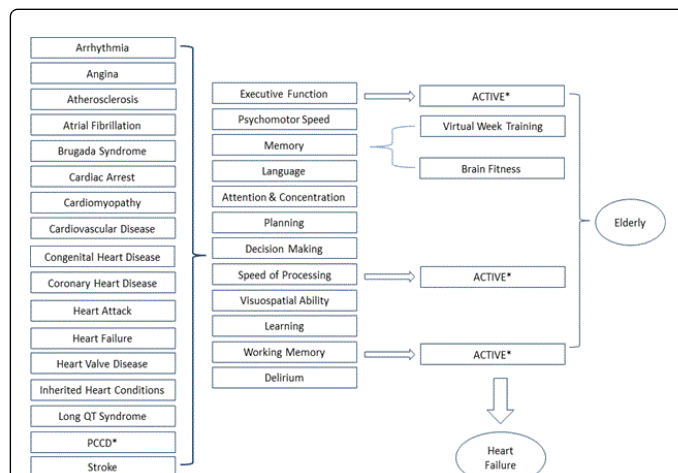 Arrhythmia
Angina
Atherosclerosis
Atrial Fibrillation
Brugada Syndrome
Cardiac Arrest
Cardiomyopathy
Cardiovascular Disease
Congenital Heart Disease
Coronary Heart Disease
Heart Attack
Heart Failure
Heart Valve Disease
Inherited Heart Conditions
Long QT Syndrome
PCCD*
Stroke
Executive Function
Psychomotor Speed
Memory
Language
Attention & Concentration
Planning
Decision Making
Speed of Processing
Visuospatial Ability
Learning
Working Memory
Delirium
ACTIVE*
Virtual Week Training
Brain Fitness
ACTIVE*
ACTIVE*
Elderly
Heart
Failure